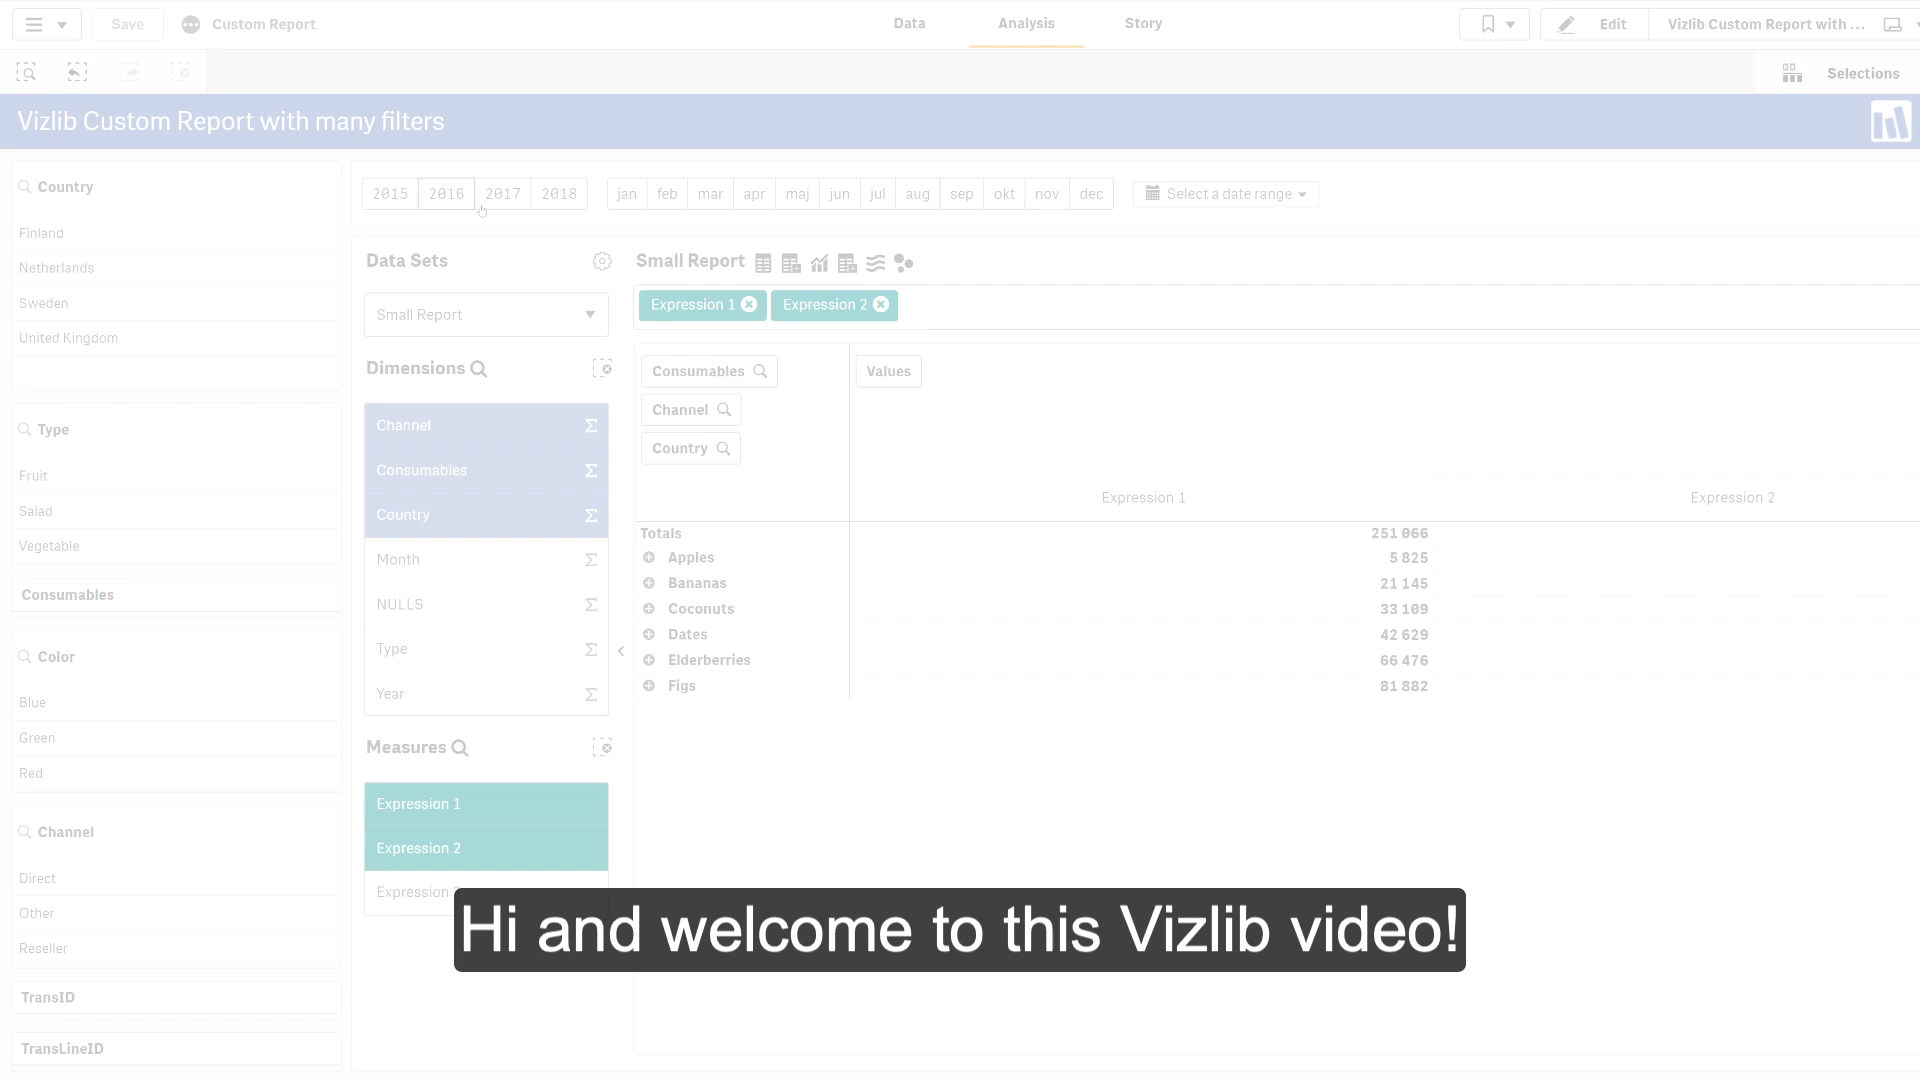 Save
Custom Report
Data
Analysis
Story
Edit
Vizlib Custom Report with ...
Selections
Vizlib Custom Report with many filters
Country
Finland
Netherlands
Sweden
United Kingdom
Type
Fruit
Salad
Vegetable
Consumables
Color
Blue
Green
Red
Channel
Direct
Other
Reseller
TransID
TransLineID
2015 2016 2017 2018
jan feb mar apr maj jun jul aug sep okt nov dec
Select a date range
Data Sets
Small Report
Dimensions
Channel
Consumables
Country
Month
NULLS
Type
Year
Measures
Expression 1
Expression 2
Expression
Small Report
Expression 1 Expression 2
Consumables
Channel
Country
Values
Expression 1 Expression 2
Totals 251 066
Apples 5 825
Bananas 21 145
Coconuts 33 109
Dates 42 629
Elderberries 66 476
Figs 81 882
Hi and welcome to this Vizlib video!